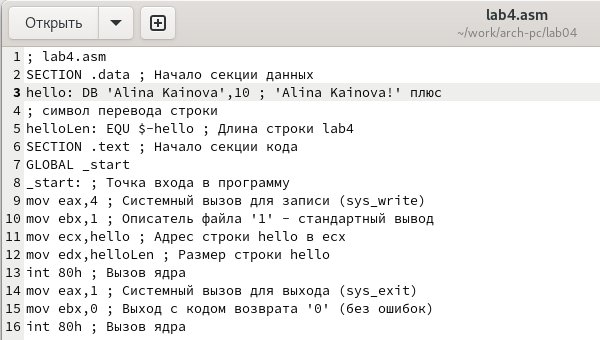 Открыть
lab4.asm
~/work/arch-pc/lab04
1 ; lab4.asm
2 SECTION .data ; Начало секции данных
3 hello: DB 'Alina Kainova',10 ; 'Alina Kainova!' плюс
4 ; символ перевода строки
5 helloLen: EQU $-hello ; Длина строки lab4
6 SECTION .text ; Начало секции кода
7 GLOBAL _start
8 _start: ; Точка входа в программу
9 mov eax,4 ; Системный вызов для записи (sys_write)
10 mov ebx,1 ; Описатель файла '1' - стандартный вывод
11 mov ecx,hello ; Адрес строки hello в ecx
12 mov edx,helloLen ; Размер строки hello
13 int 80h ; Вызов ядра
14 mov eax,1 ; Системный вызов для выхода (sys_exit)
15 mov ebx,0 ; Выход с кодом возврата '0' (без ошибок)
16 int 80h ; Вызов ядра